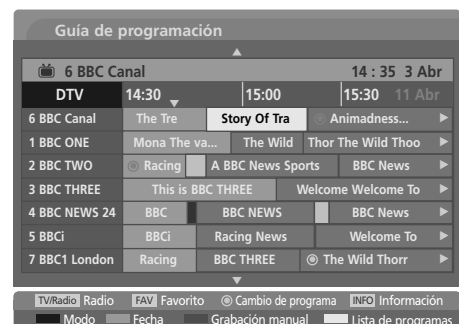 Guía de programación
6 BBC Canal 14 : 35 3 Abr
DTV 14:30 15:00 15:30 11 Abr
6 BBC Canal The Tre Story Of Tra Animadness...
1 BBC ONE Mona The va... The Wild Thor The Wild Thoo
2 BBC TWO Racing A BBC News Sports BBC News
3 BBC THREE This is BBC THREE Welcome Welcome To
4 BBC NEWS 24 BBC BBC NEWS BBC News
5 BBCi BBCi Racing News Welcome To
7 BBC1 London Racing BBC THREE The Wild Thorr
TV/Radio Radio FAV Favorito Cambio de programa INFO Información
Modo Fecha Grabación manual Lista de programas